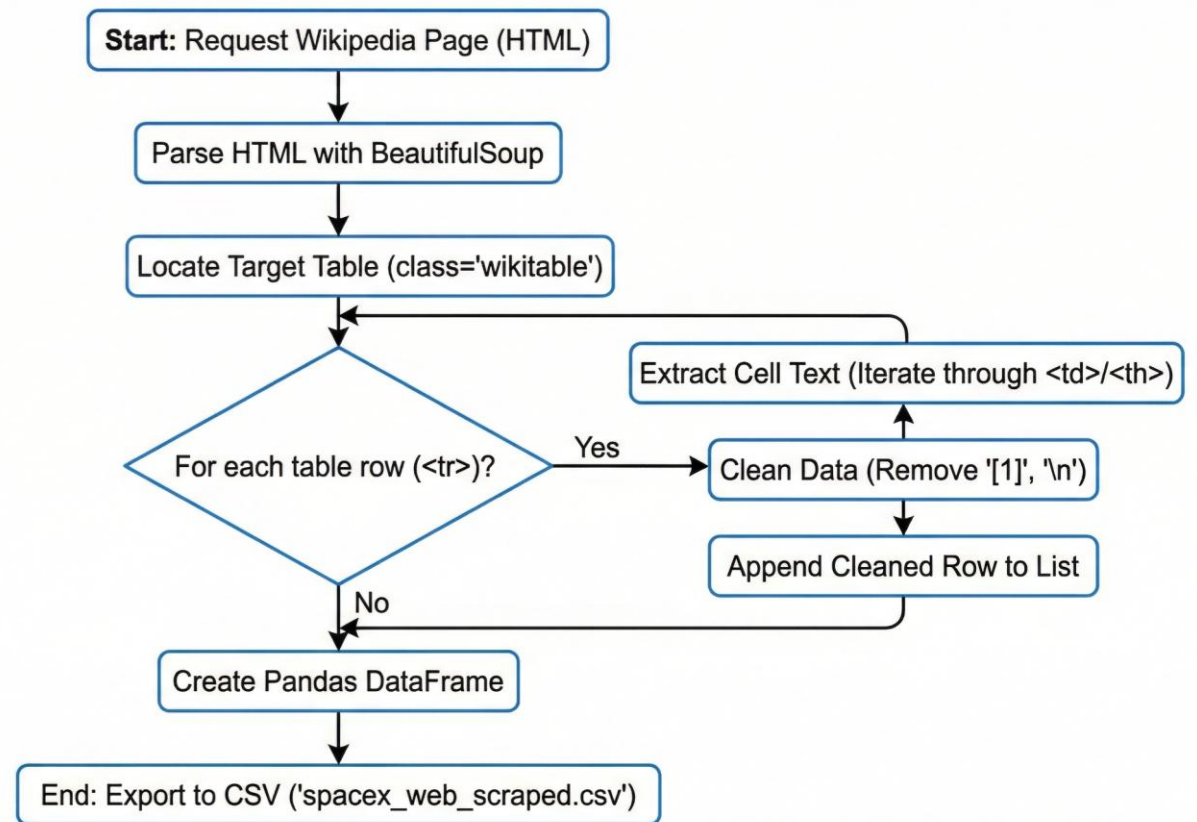 Start: Request Wikipedia Page (HTML)
Parse HTML with BeautifulSoup
Locate Target Table (class='wikitable')
Extract Cell Text (Iterate through <td>/<th>)
For each table row (<tr>)?
Yes
Clean Data (Remove '[1]', '\n')
Append Cleaned Row to List
No
Create Pandas DataFrame
End: Export to CSV ('spacex_web_scraped.csv')